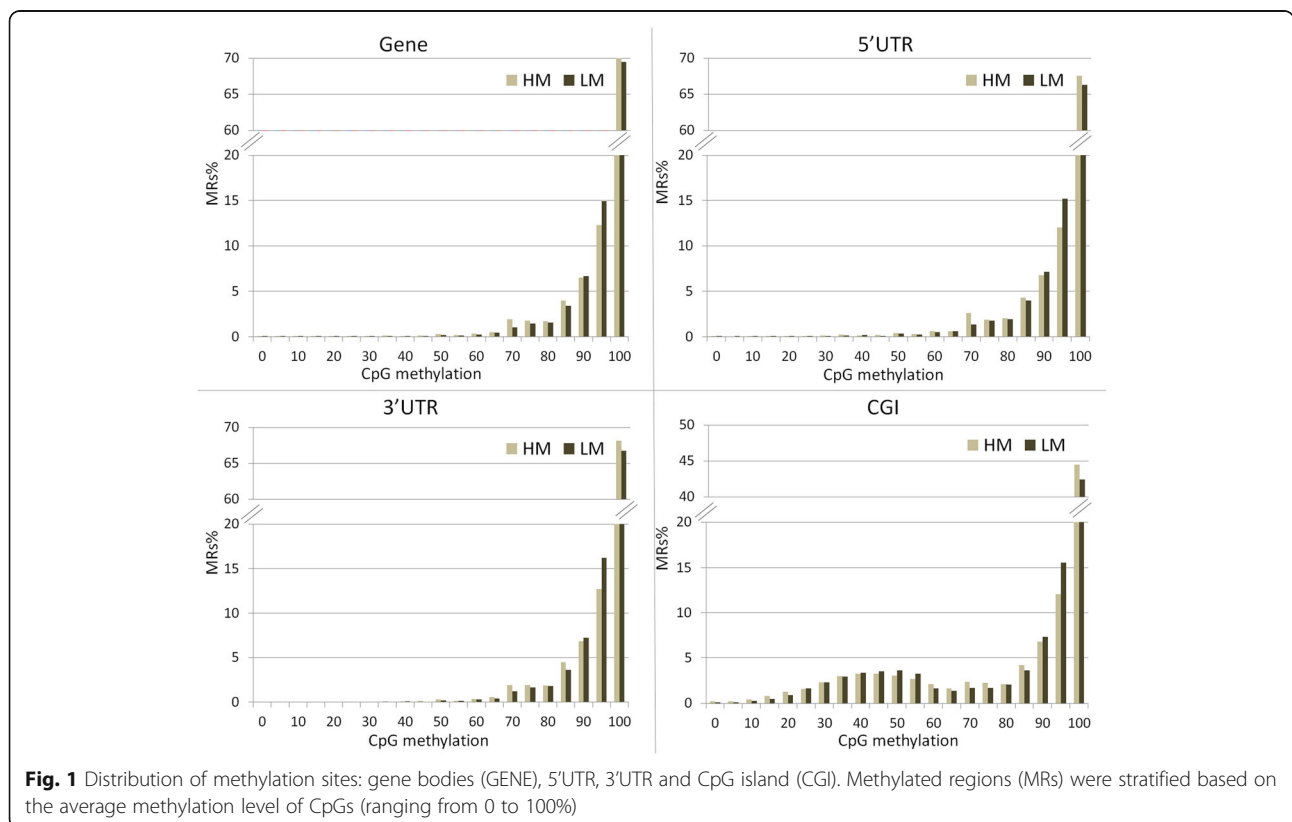 Gene
70
HM LM
65
60
20
MRs%
15
10
5
0
0 10 20 30 40 50 60 70 80 90 100
CpG methylation
5'UTR
70
HM LM
65
60
20
MRs%
15
10
5
0
0 10 20 30 40 50 60 70 80 90 100
CpG methylation
3'UTR
70
HM LM
65
60
20
MRs%
15
10
5
0
0 10 20 30 40 50 60 70 80 90 100
CpG methylation
CGI
50
HM LM
45
40
20
MRs%
15
10
5
0
0 10 20 30 40 50 60 70 80 90 100
CpG methylation
Fig. 1 Distribution of methylation sites: gene bodies (GENE), 5'UTR, 3'UTR and CpG island (CGI). Methylated regions (MRs) were stratified based on
the average methylation level of CpGs (ranging from 0 to 100%)